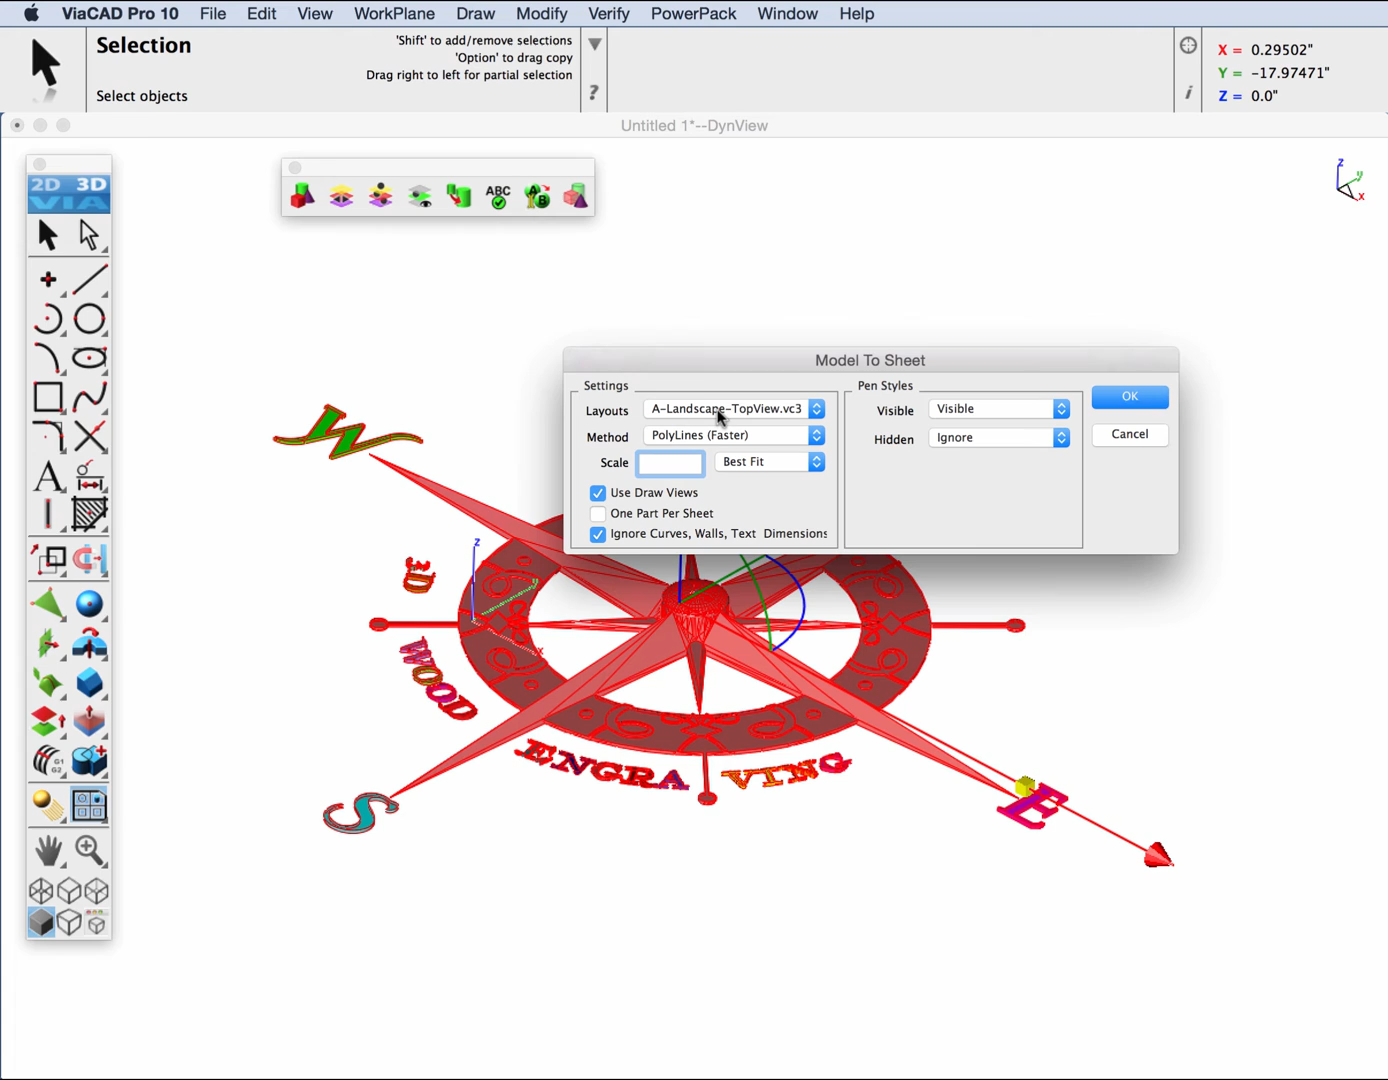 ViaCAD Pro 10 File Edit View WorkPlane Draw Modify Verify PowerPack Window Help
Selection
Select objects
'Shift' to add/remove selections
'Option' to drag copy
Drag right to left for partial selection
?
i
X = 0.29502"
Y = -17.97471"
Z = 0.0"
Untitled 1*--DynView
2D 3D
VIA
A
G1
G2
ABC
A
B
z
y
x
Model To Sheet
Settings
Layouts A-Landscape-TopView.vc3
Method PolyLines (Faster)
Scale Best Fit
Use Draw Views
One Part Per Sheet
Ignore Curves, Walls, Text Dimensions
Pen Styles
Visible Visible
Hidden Ignore
OK
Cancel
W
z
y
x
3D
WOOD
ENGRAVING
S
E